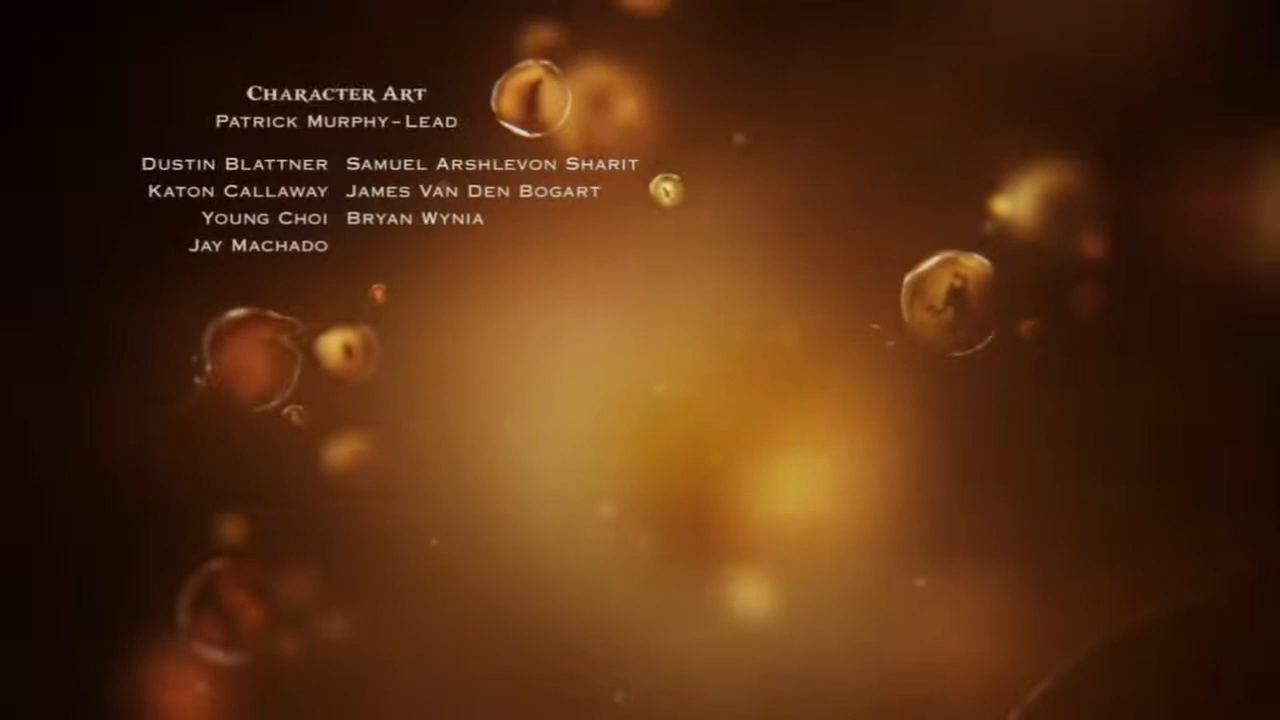 Character Art
Patrick Murphy-Lead
Dustin Blattner Samuel Arshlevon Sharit
Katon Callaway James Van Den Bogart
Young Choi Bryan Wynia
Jay Machado